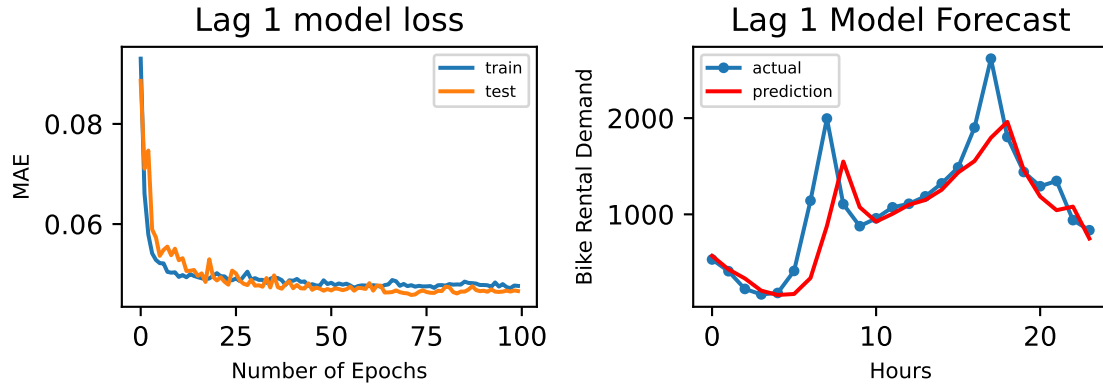 Lag 1 model loss
train
test
0.08
0.06
MAE
0
25
50
75
100
Number of Epochs
Lag 1 Model Forecast
actual
prediction
2000
1000
Bike Rental Demand
0
10
20
Hours